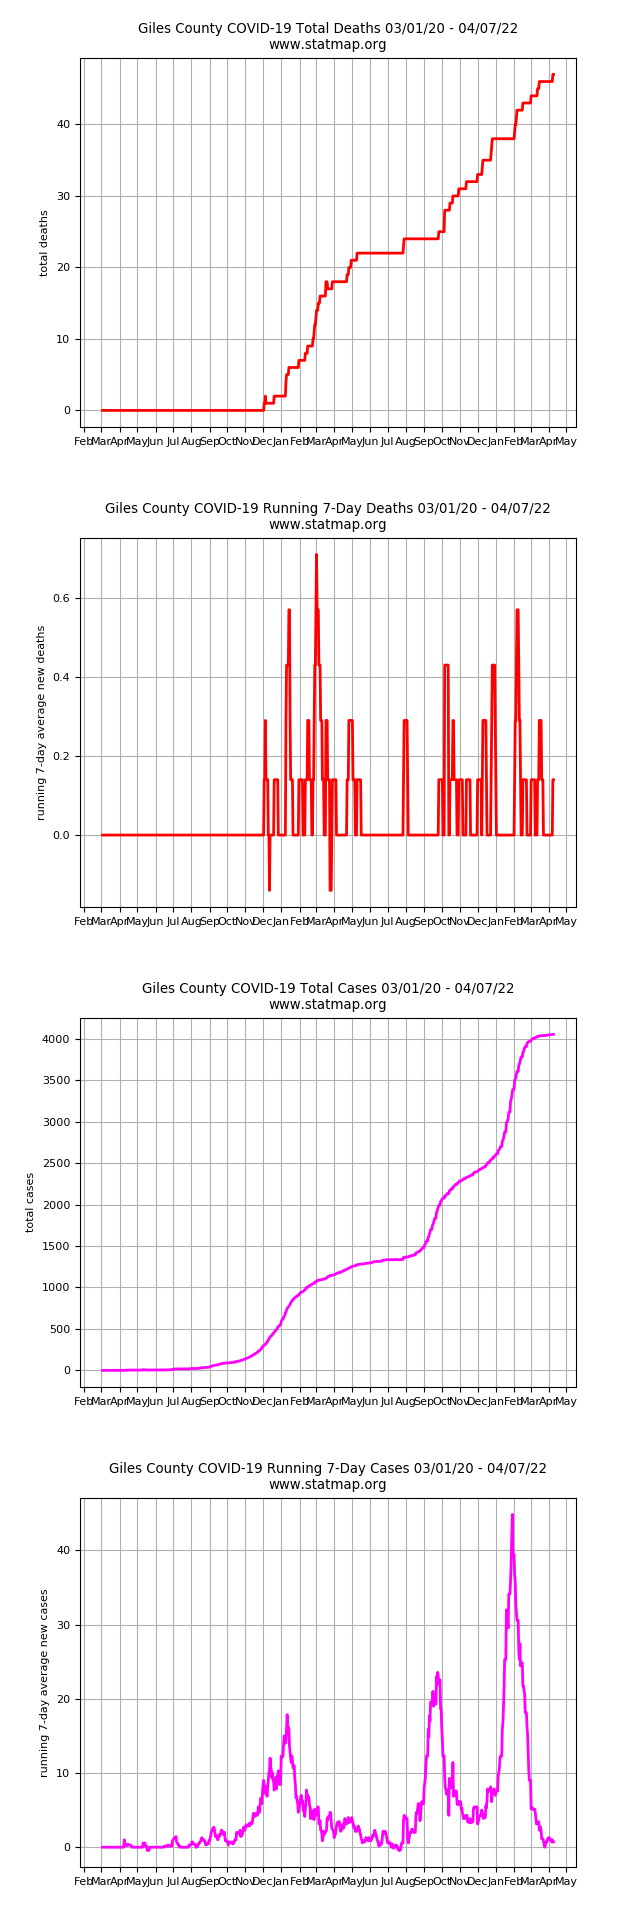 Giles County COVID-19 Total Deaths 03/01/20 - 04/07/22
www.statmap.org
total deaths
40
30
20
10
0
Feb Mar Apr May Jun Jul Aug Sep Oct Nov Dec Jan Feb Mar Apr May Jun Jul Aug Sep Oct Nov Dec Jan Feb Mar Apr May
Giles County COVID-19 Running 7-Day Deaths 03/01/20 - 04/07/22
www.statmap.org
running 7-day average new deaths
0.6
0.4
0.2
0.0
Feb Mar Apr May Jun Jul Aug Sep Oct Nov Dec Jan Feb Mar Apr May Jun Jul Aug Sep Oct Nov Dec Jan Feb Mar Apr May
Giles County COVID-19 Total Cases 03/01/20 - 04/07/22
www.statmap.org
total cases
4000
3500
3000
2500
2000
1500
1000
500
0
Feb Mar Apr May Jun Jul Aug Sep Oct Nov Dec Jan Feb Mar Apr May Jun Jul Aug Sep Oct Nov Dec Jan Feb Mar Apr May
Giles County COVID-19 Running 7-Day Cases 03/01/20 - 04/07/22
www.statmap.org
running 7-day average new cases
40
30
20
10
0
Feb Mar Apr May Jun Jul Aug Sep Oct Nov Dec Jan Feb Mar Apr May Jun Jul Aug Sep Oct Nov Dec Jan Feb Mar Apr May